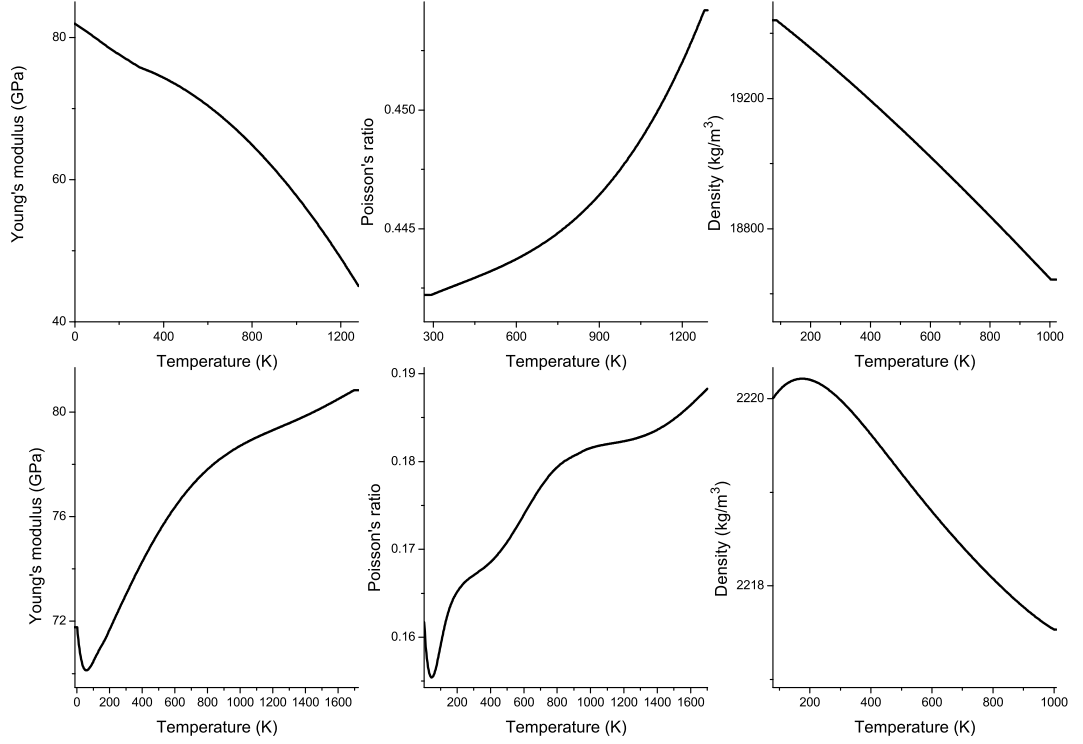 Young's modulus (GPa)
80
60
40
0 400 800 1200
Temperature (K)
Poisson's ratio
0.450
0.445
300 600 900 1200
Temperature (K)
Density (kg/m³)
19200
18800
200 400 600 800 1000
Temperature (K)
Young's modulus (GPa)
80
76
72
0 200 400 600 800 1000 1200 1400 1600
Temperature (K)
Poisson's ratio
0.19
0.18
0.17
0.16
200 400 600 800 1000 1200 1400 1600
Temperature (K)
Density (kg/m³)
2220
2218
200 400 600 800 1000
Temperature (K)